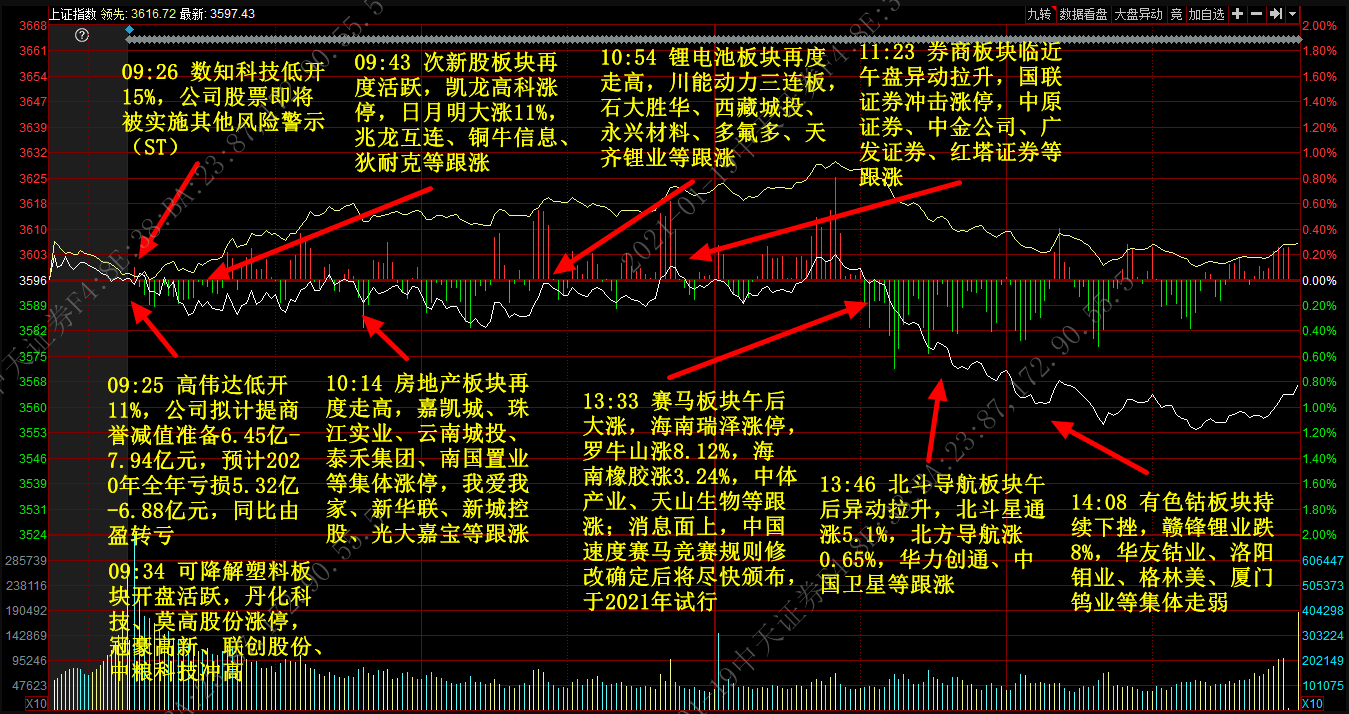 上证指数 领先: 3616.72 最新: 3597.43
九转 数据看盘 大盘异动 竞 加自选
3668
3661
3654
3647
3639
3632
3625
3618
3610
3603
3596
3589
3582
3575
3568
3560
3553
3546
3539
3531
3524
285739
238116
190492
142869
95246
47623
X10
2.00%
1.80%
1.60%
1.40%
1.20%
1.00%
0.80%
0.60%
0.40%
0.20%
0.00%
0.20%
0.40%
0.60%
0.80%
1.00%
1.20%
1.40%
1.60%
1.80%
2.00%
606447
505373
404298
303224
202149
101075
X10
09:26 数知科技低开
15%，公司股票即将
被实施其他风险警示
（ST）
09:43 次新股板块再
度活跃，凯龙高科涨
停，日月明大涨11%，
兆龙互连、铜牛信息、
狄耐克等跟涨
10:54 锂电池板块再度
走高，川能动力三连板，
石大胜华、西藏城投、
永兴材料、多氟多、天
齐锂业等跟涨
11:23 券商板块临近
午盘异动拉升，国联
证券冲击涨停，中原
证券、中金公司、广
发证券、红塔证券等
跟涨
09:25 高伟达低开
11%，公司拟计提商
誉减值准备6.45亿-
7.94亿元，预计202
0年全年亏损5.32亿
-6.88亿元，同比由
盈转亏
09:34 可降解塑料板
块开盘活跃，丹化科
技、莫高股份涨停，
冠豪高新、联创股份、
中粮科技冲高
10:14 房地产板块再
度走高，嘉凯城、珠
江实业、云南城投、
泰禾集团、南国置业
等集体涨停，我爱我
家、新华联、新城控
股、光大嘉宝等跟涨
13:33 赛马板块午后
大涨，海南瑞泽涨停，
罗牛山涨8.12%，海
南橡胶涨3.24%，中体
产业、天山生物等跟
涨；消息面上，中国
速度赛马竞赛规则修
改确定后将尽快颁布，
于2021年试行
13:46 北斗导航板块午
后异动拉升，北斗星通
涨5.1%，北方导航涨
0.65%，华力创通、中
国卫星等跟涨
14:08 有色钴板块持
续下挫，赣锋锂业跌
8%，华友钴业、洛阳
钼业、格林美、厦门
钨业等集体走弱